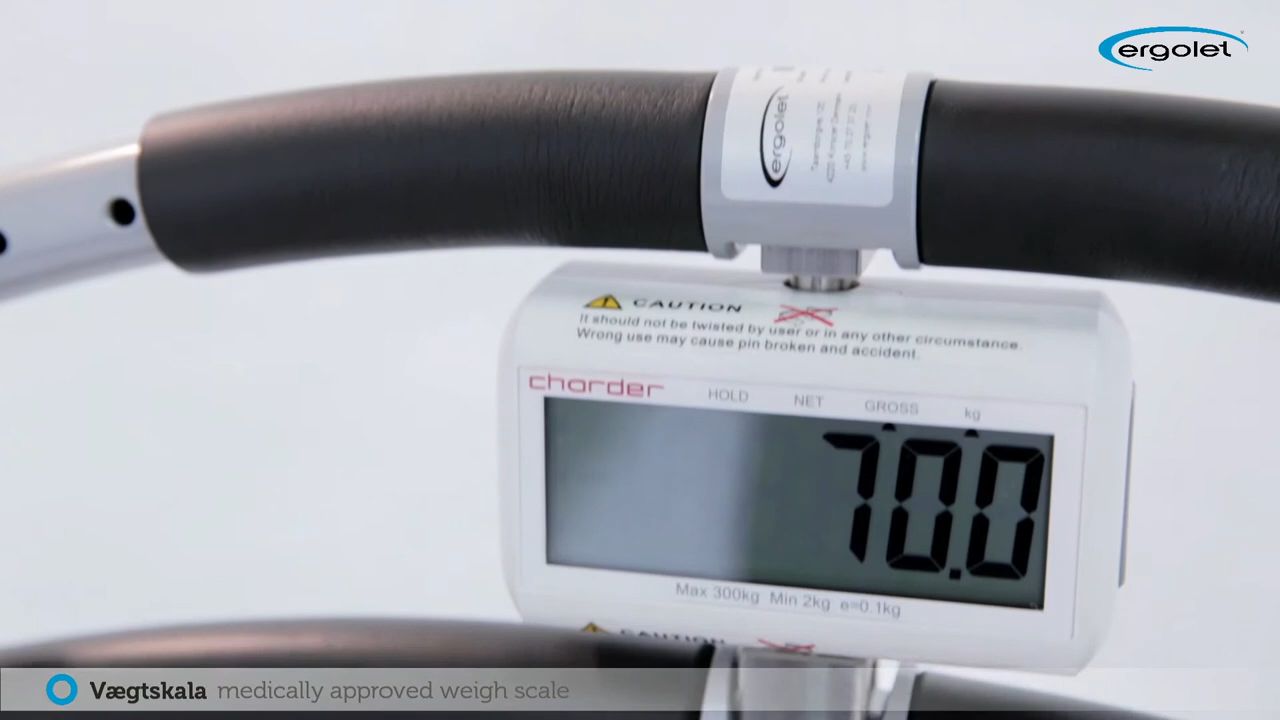 ergolet
ergolet
CAUTION
It should not be twisted by user or in any other circumstance.
Wrong use may cause pin broken and accident.
charder
HOLD NET GROSS kg
70.0
Max 300kg Min 2kg e=0.1kg
CAUTION
Vægtskala medically approved weigh scale